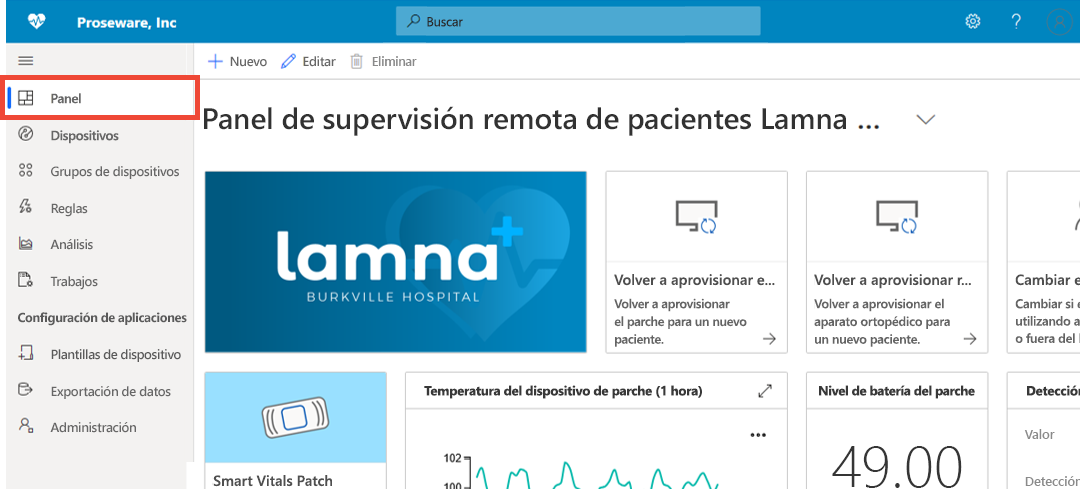 Proseware, Inc
Buscar
?
Nuevo
Editar
Eliminar
Panel
Dispositivos
Grupos de dispositivos
Reglas
Análisis
Trabajos
Configuración de aplicaciones
Plantillas de dispositivo
Exportación de datos
Administración
Panel de supervisión remota de pacientes Lamna ...
lamna+
BURKVILLE HOSPITAL
Volver a aprovisionar e...
Volver a aprovisionar
el parche para un nuevo
paciente.
Volver a aprovisionar r...
Volver a aprovisionar el
aparato ortopédico para
un nuevo paciente.
Cambiar e
Cambiar si e
utilizando a
o fuera del
Smart Vitals Patch
Temperatura del dispositivo de parche (1 hora)
...
102
100
Nivel de batería del parche
49.00
Detección
Valor
Detección